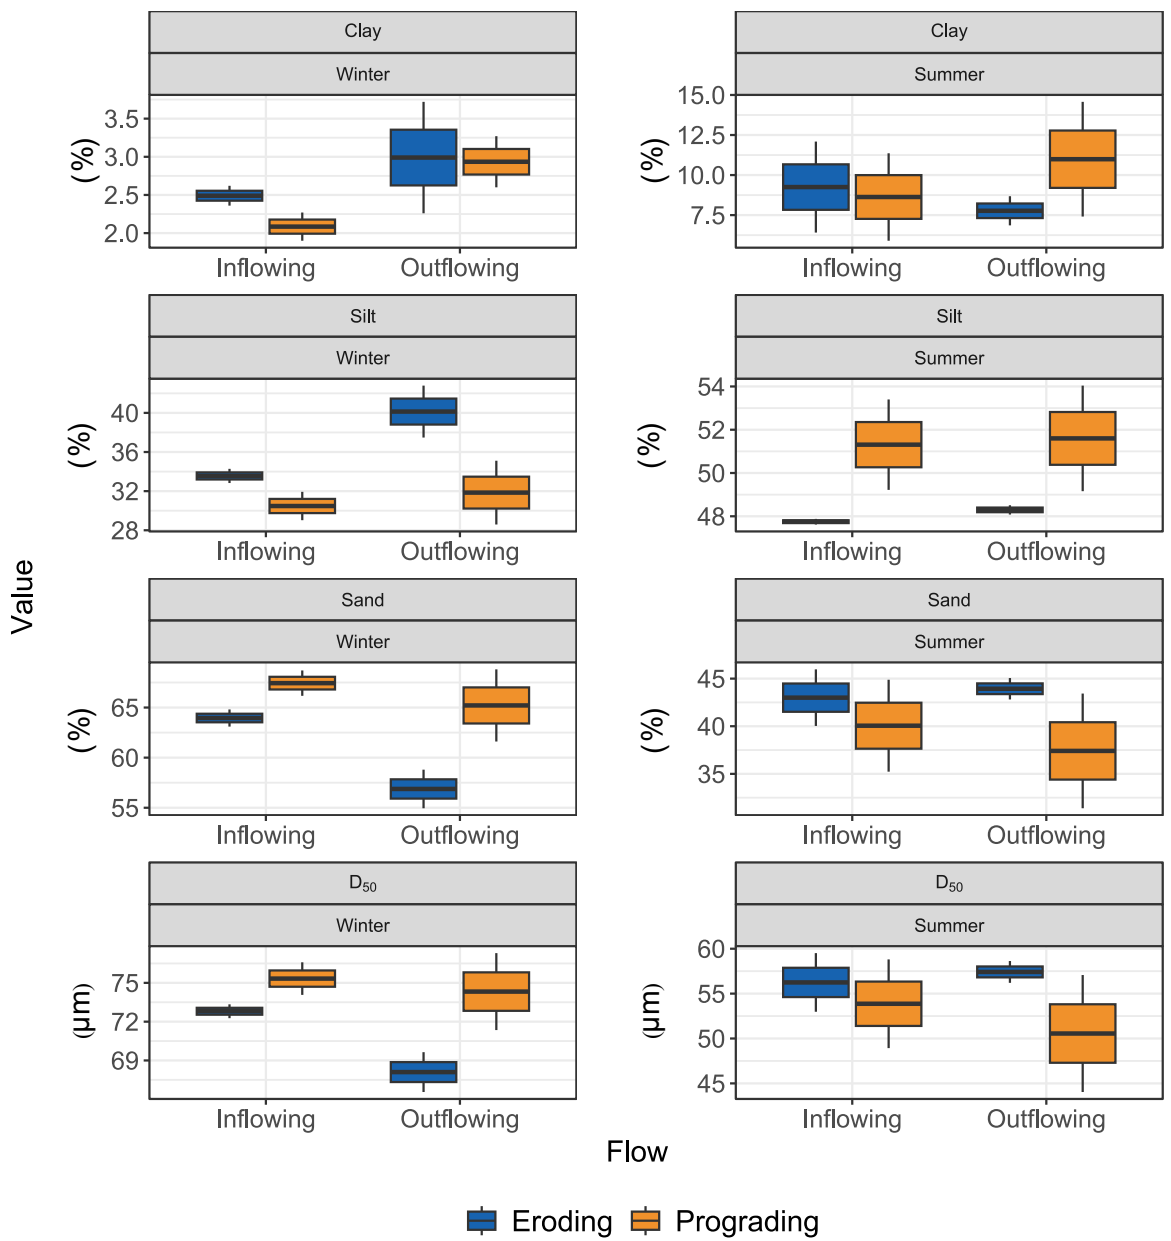 Clay
Winter
(%)
3.5
3.0
2.5
2.0
Inflowing Outflowing
Clay
Summer
(%)
15.0
12.5
10.0
7.5
Inflowing Outflowing
Silt
Winter
(%)
40
36
32
28
Inflowing Outflowing
Silt
Summer
(%)
54
52
50
48
Inflowing Outflowing
Value
Sand
Winter
(%)
65
60
55
Inflowing Outflowing
Sand
Summer
(%)
45
40
35
Inflowing Outflowing
D50
Winter
(µm)
75
72
69
Inflowing Outflowing
D50
Summer
(µm)
60
55
50
45
Inflowing Outflowing
Flow
Eroding Prograding